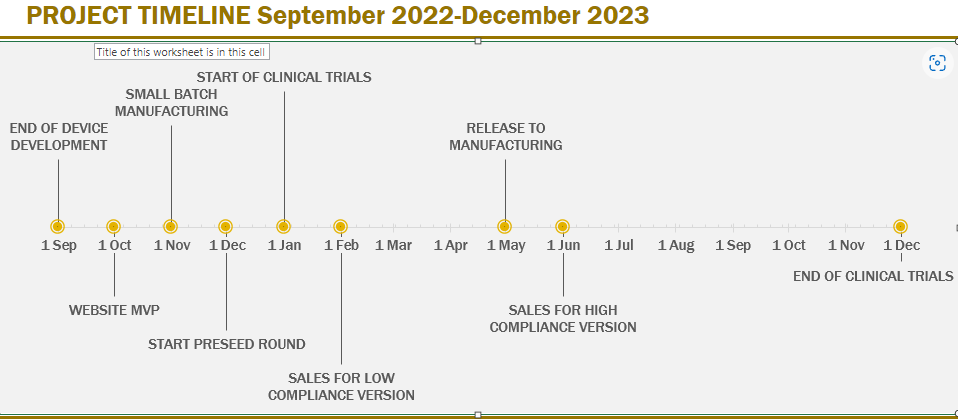 PROJECT TIMELINE September 2022-December 2023
Title of this worksheet is in this cell
START OF CLINICAL TRIALS
SMALL BATCH
MANUFACTURING
END OF DEVICE
DEVELOPMENT
RELEASE TO
MANUFACTURING
1 Sep 1 Oct 1 Nov 1 Dec 1 Jan 1 Feb 1 Mar 1 Apr 1 May 1 Jun 1 Jul 1 Aug 1 Sep 1 Oct 1 Nov 1 Dec
END OF CLINICAL TRIALS
WEBSITE MVP
SALES FOR HIGH
COMPLIANCE VERSION
START PRESEED ROUND
SALES FOR LOW
COMPLIANCE VERSION